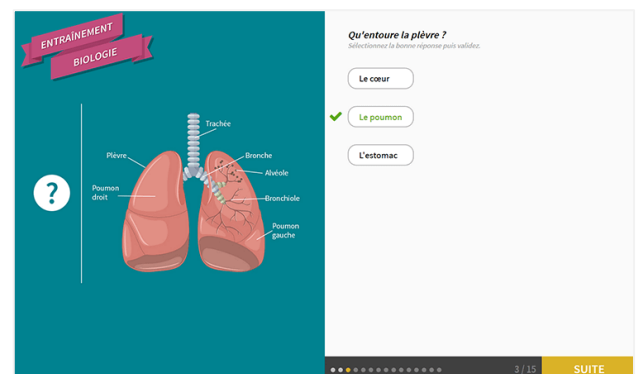 ENTRAÎNEMENT
BIOLOGIE
Trachée
Plèvre
Bronche
Alvéole
Poumon
droit
Bronchiole
Poumon
gauche
?
Qu'entoure la plèvre ?
Sélectionnez la bonne réponse puis validez.
Le cœur
Le poumon
L'estomac
3 / 15
SUITE